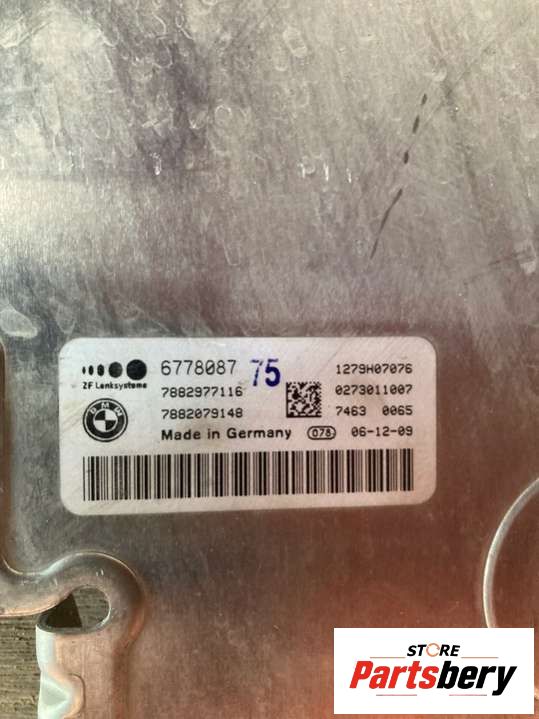 6778087 75 1279H07076
ZF Lenksysteme
7882977116 0273011007
BMW
7882079148 7463 0065
Made in Germany 078 06-12-09
STORE
Partsbery